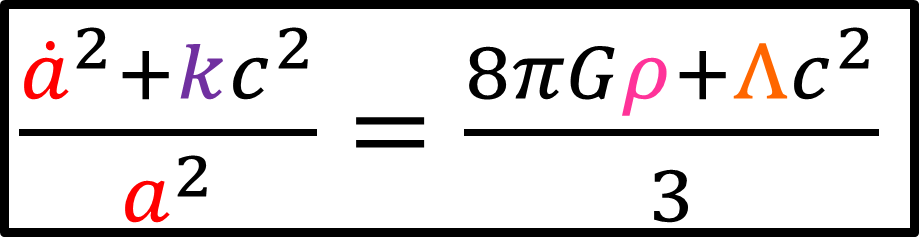 ȧ² + kc² / a² = 8πGρ + Λc² / 3